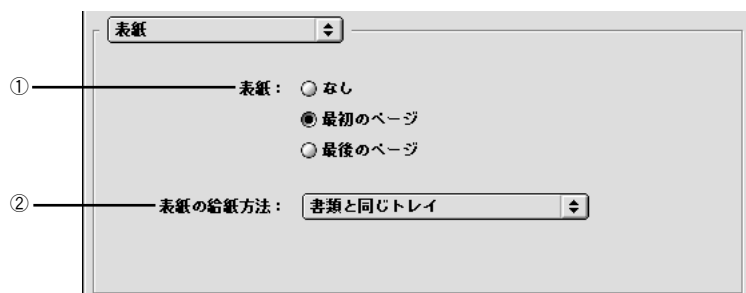 表紙
① 表紙： なし
最初のページ
最後のページ
② 表紙の給紙方法： 書類と同じトレイ